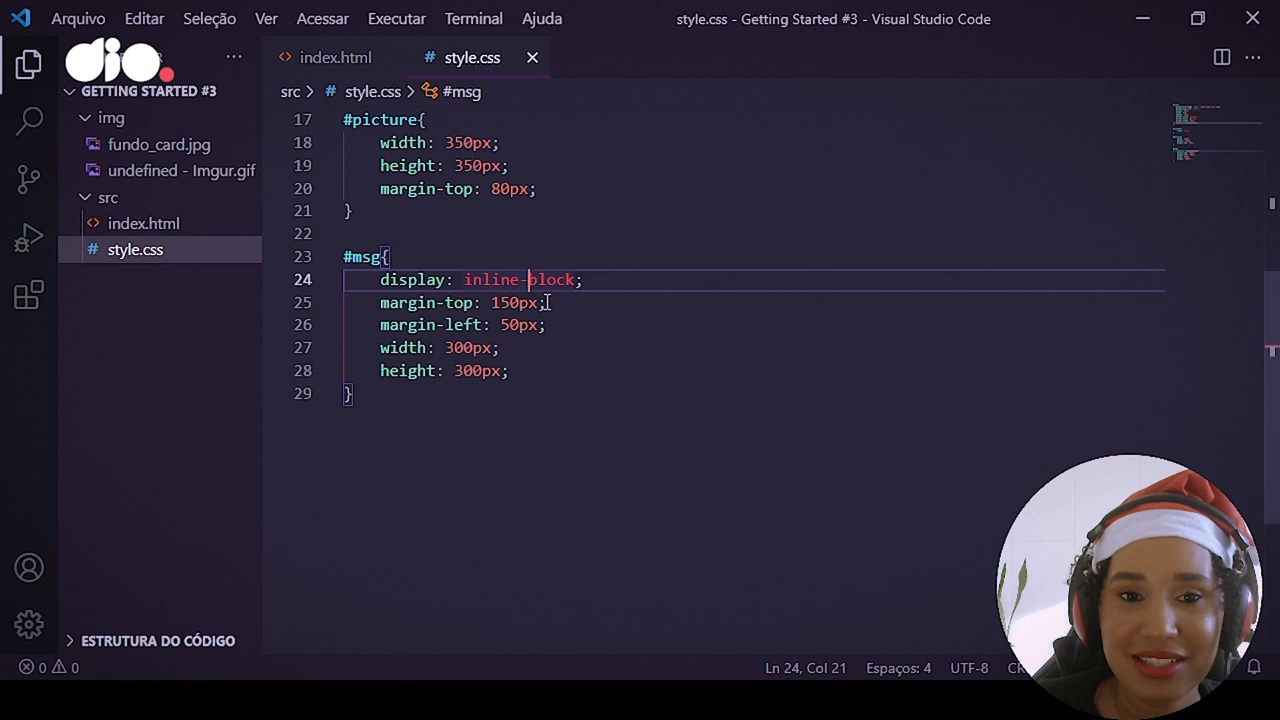 Arquivo Editar Seleção Ver Acessar Executar Terminal Ajuda
style.css - Getting Started #3 - Visual Studio Code
dio.
R
index.html
# style.css
GETTING STARTED #3
src > # style.css > #msg
img
fundo_card.jpg
undefined - Imgur.gif
src
index.html
# style.css
17 #picture{
18 width: 350px;
19 height: 350px;
20 margin-top: 80px;
21 }
22
23 #msg{
24 display: inline-block;
25 margin-top: 150px;
26 margin-left: 50px;
27 width: 300px;
28 height: 300px;
29 }
ESTRUTURA DO CÓDIGO
0 0
Ln 24, Col 21 Espaços: 4 UTF-8